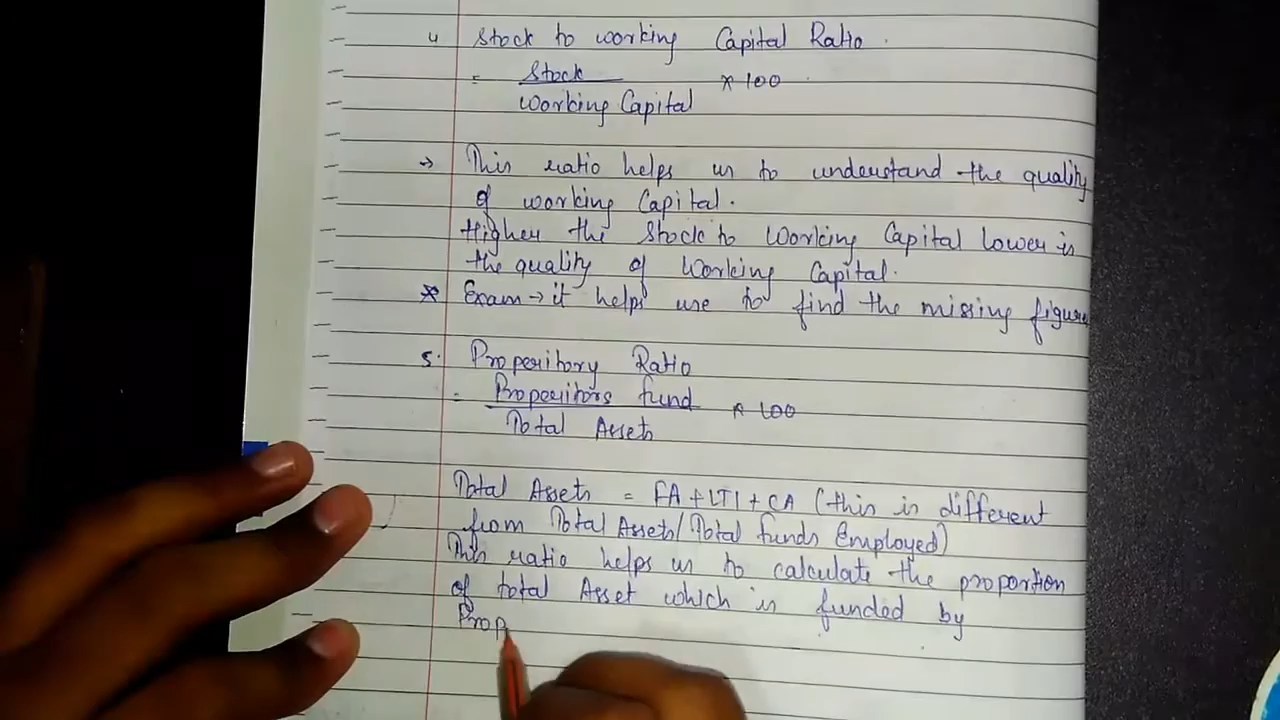 4 Stock to working Capital Ratio.
= Stock × 100
Working Capital
→ This ratio helps us to understand the quality
of working Capital.
Higher the Stock to Working Capital Lower is
the quality of Working Capital.
* Exam → it helps use to find the missing figure
5. Properitory Ratio
= Properitors fund × 100
Total Assets
Total Assets = FA + LTI + CA (this is different
from Total Assets/Total funds Employed)
This ratio helps us to calculate the proportion
of total Asset which is funded by
Prop